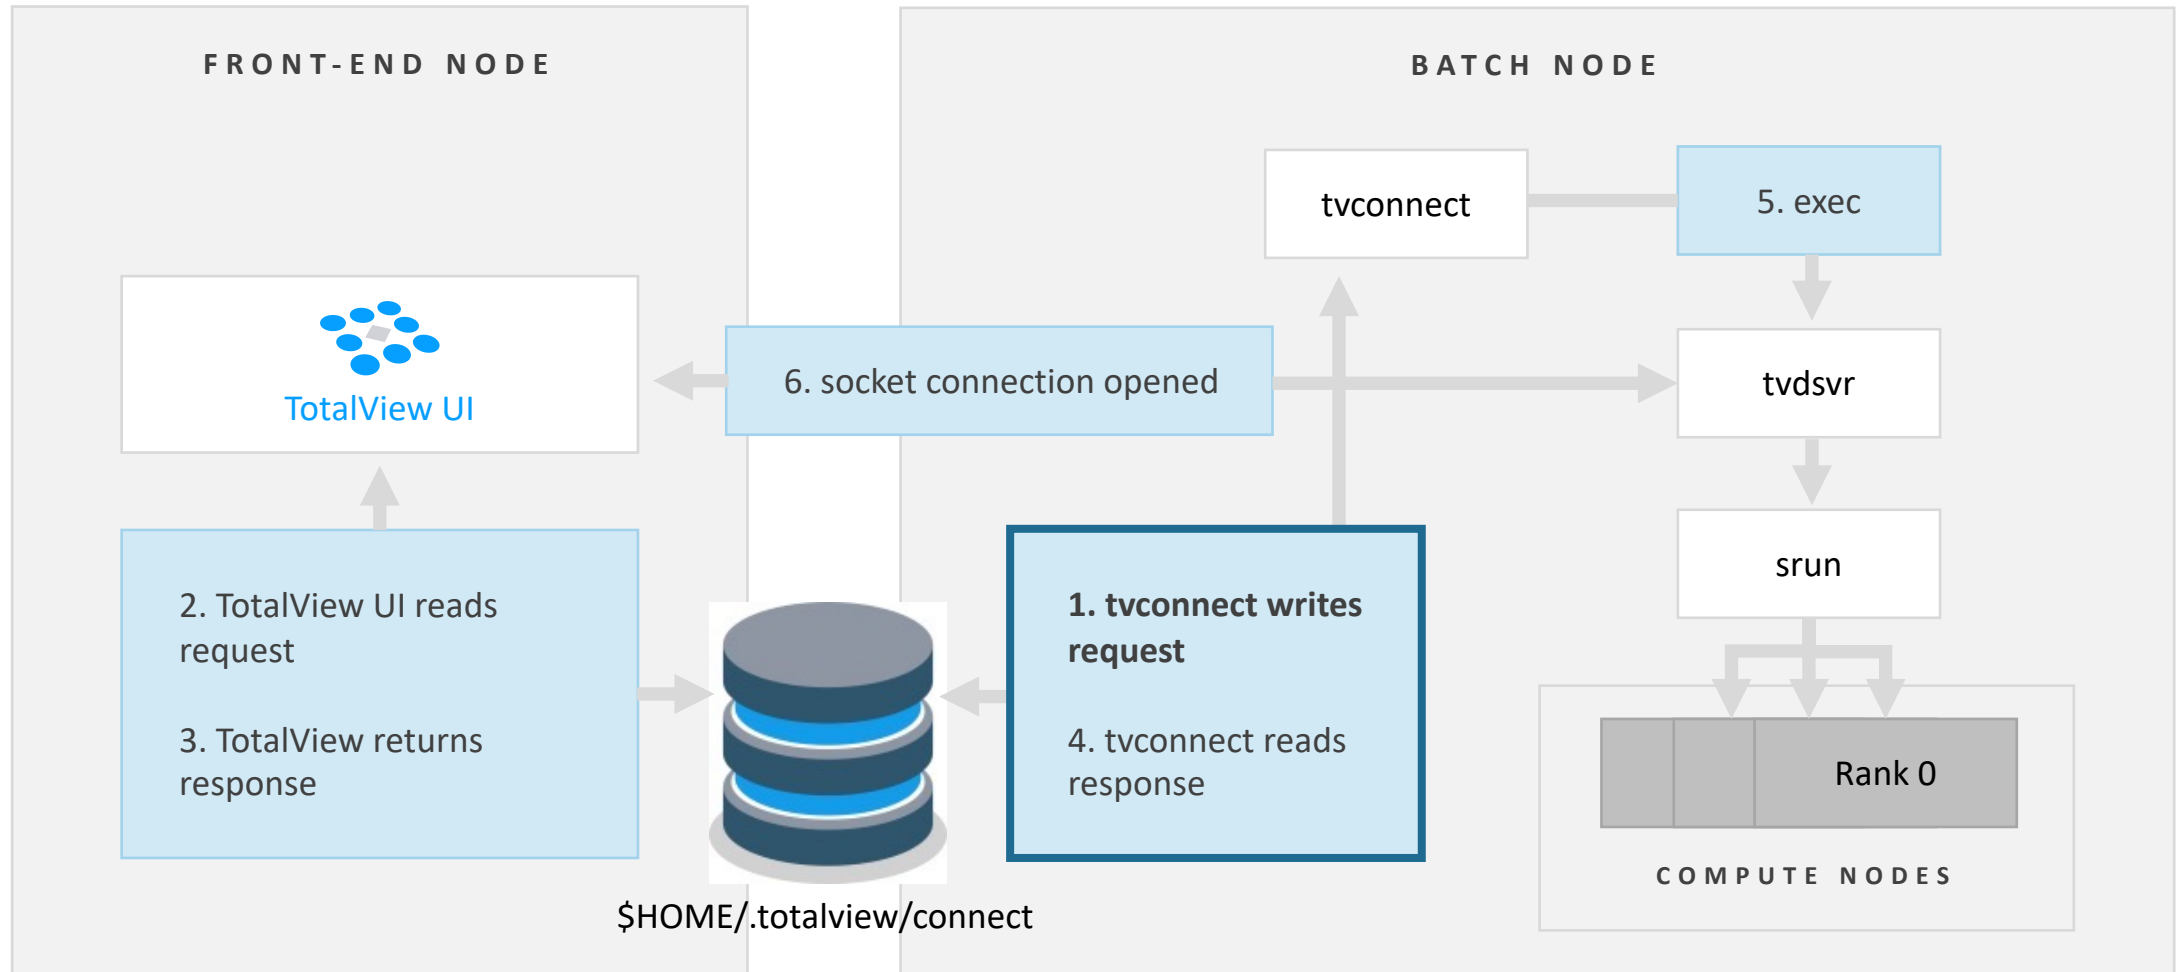 FRONT-END NODE
BATCH NODE
tvconnect
5. exec
TotalView UI
6. socket connection opened
tvdsvr
srun
2. TotalView UI reads
request
3. TotalView returns
response
1. tvconnect writes
request
4. tvconnect reads
response
Rank 0
COMPUTE NODES
$HOME/.totalview/connect